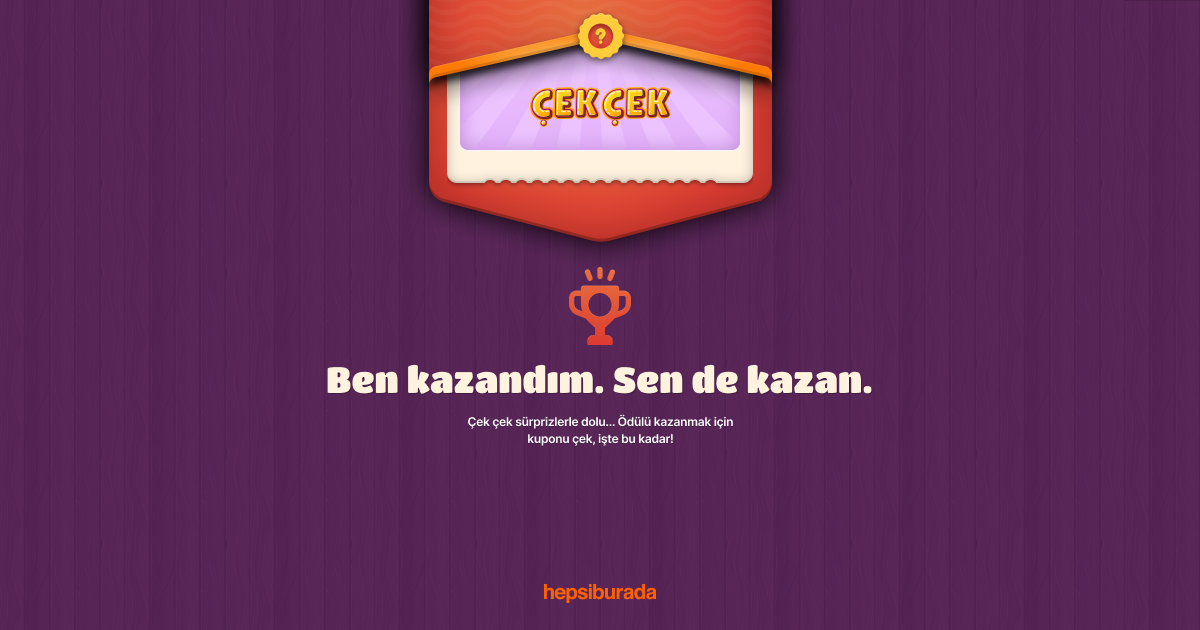 ?
ÇEK ÇEK
Ben kazandım. Sen de kazan.
Çek çek sürprizlerle dolu... Ödülü kazanmak için
kuponu çek, işte bu kadar!
hepsiburada